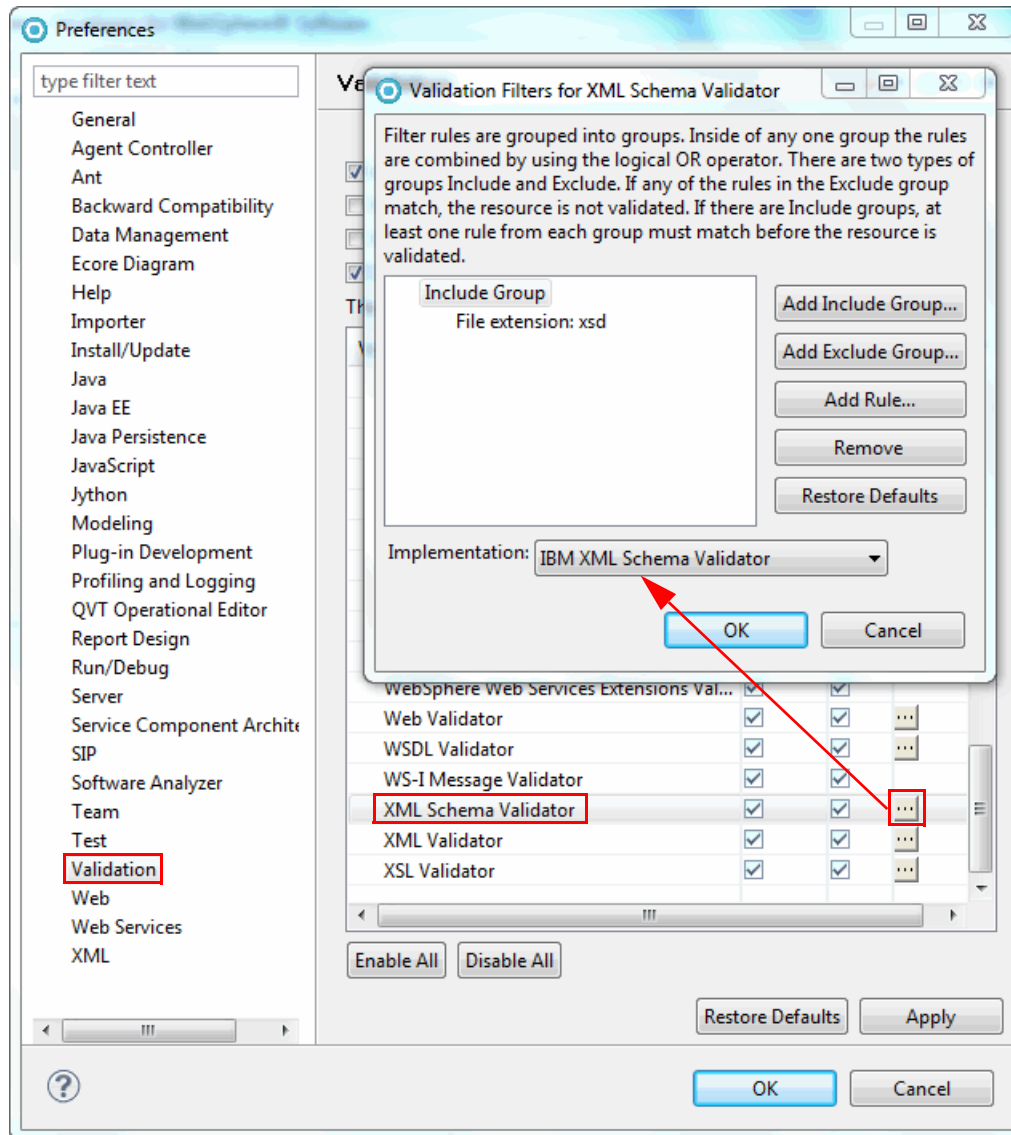 Preferences
type filter text
General
Agent Controller
Ant
Backward Compatibility
Data Management
Ecore Diagram
Help
Importer
Install/Update
Java
Java EE
Java Persistence
JavaScript
Jython
Modeling
Plug-in Development
Profiling and Logging
QVT Operational Editor
Report Design
Run/Debug
Server
Service Component Archite
SIP
Software Analyzer
Team
Test
Validation
Web
Web Services
XML
Validation Filters for XML Schema Validator
Filter rules are grouped into groups. Inside of any one group the rules
are combined by using the logical OR operator. There are two types of
groups Include and Exclude. If any of the rules in the Exclude group
match, the resource is not validated. If there are Include groups, at
least one rule from each group must match before the resource is
validated.
Include Group
File extension: xsd
Add Include Group...
Add Exclude Group...
Add Rule...
Remove
Restore Defaults
Implementation:
IBM XML Schema Validator
OK
Cancel
WebSphere Web Services Extensions Val...
Web Validator
...
WSDL Validator
...
WS-I Message Validator
XML Schema Validator
...
XML Validator
...
XSL Validator
...
Enable All
Disable All
Restore Defaults
Apply
?
OK
Cancel